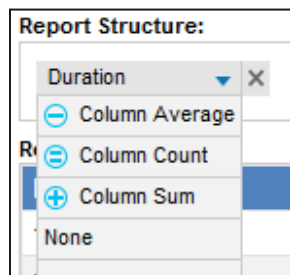 Report Structure:
Duration
Column Average
Column Count
Column Sum
None